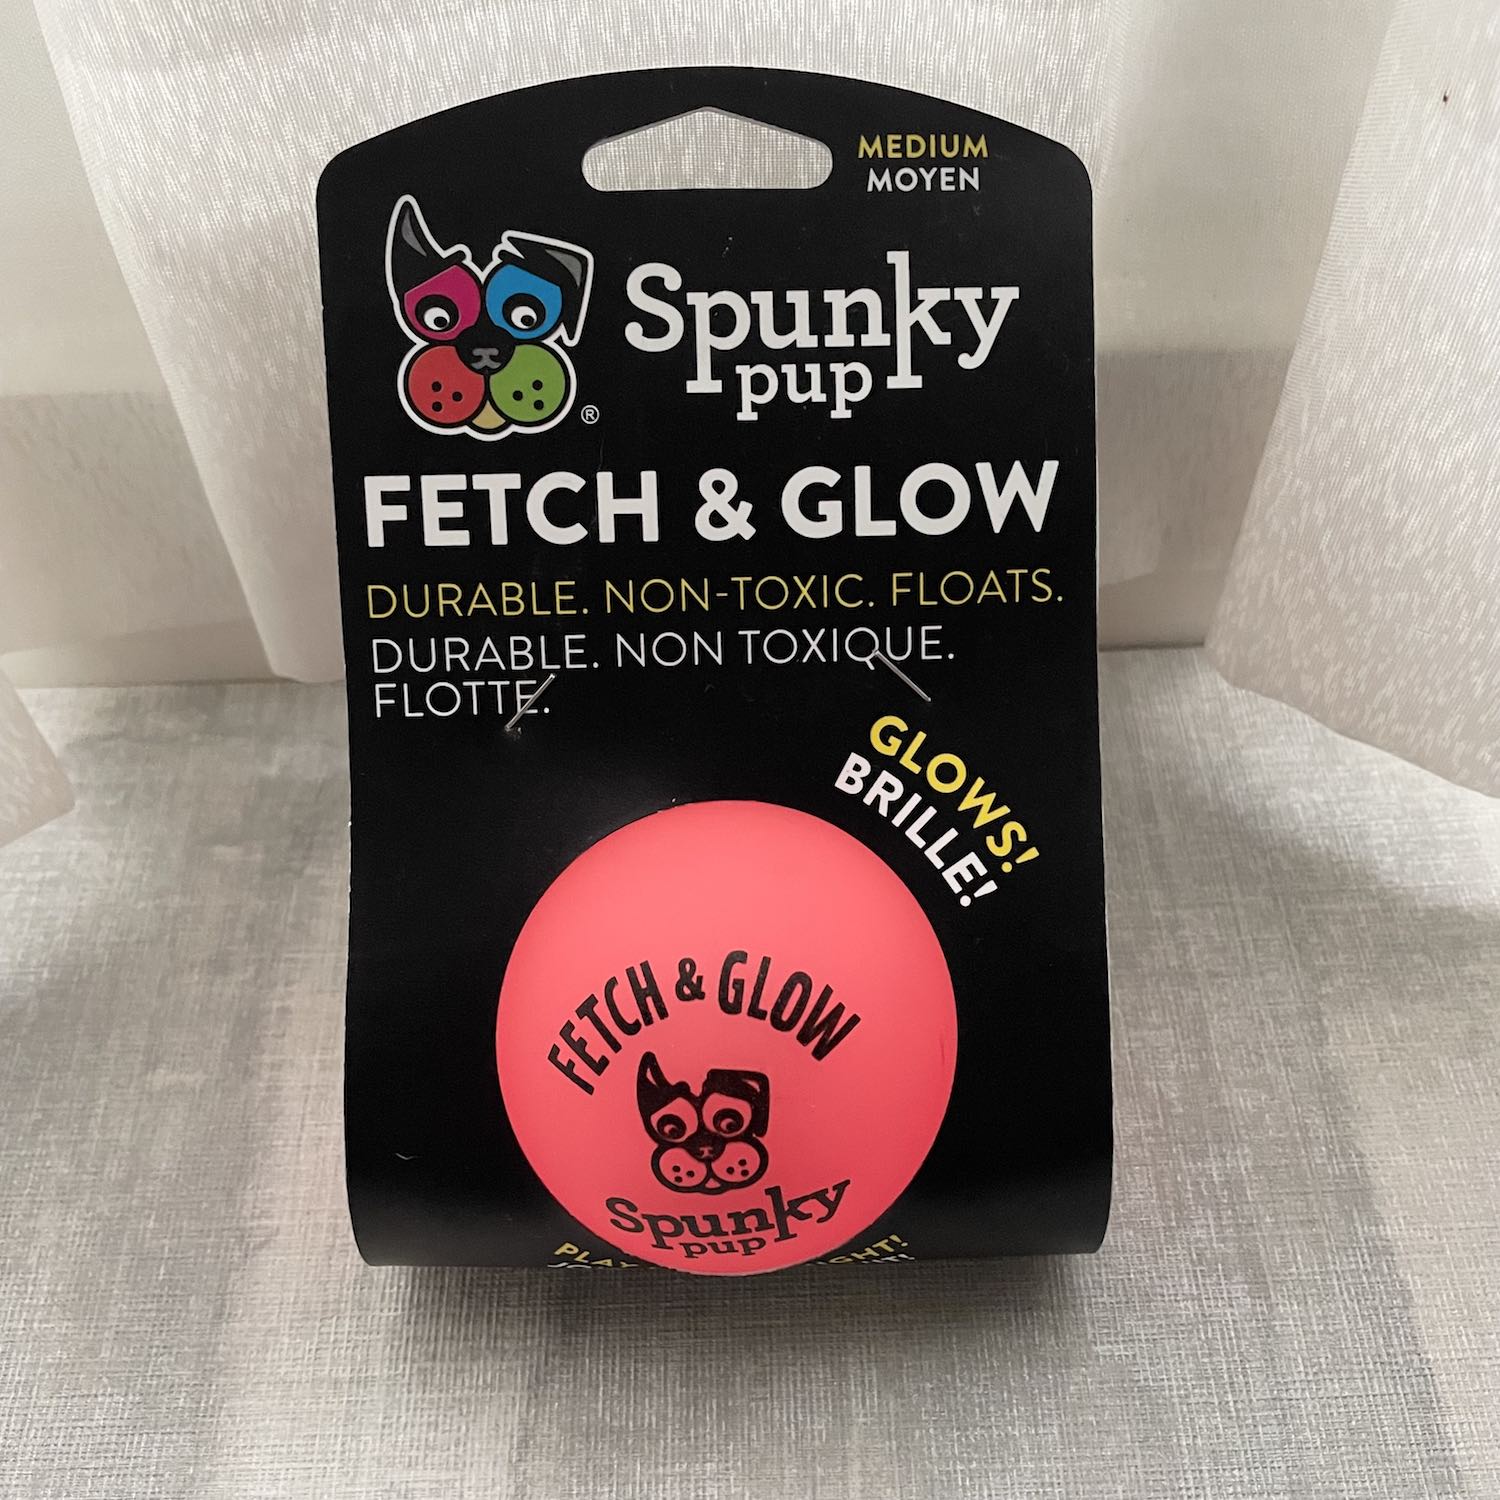 MEDIUM
MOYEN
Spunky
pup
®
FETCH & GLOW
DURABLE. NON-TOXIC. FLOATS.
DURABLE. NON TOXIQUE.
FLOTTE.
GLOWS!
BRILLE!
FETCH & GLOW
Spunky
pup
PLAY